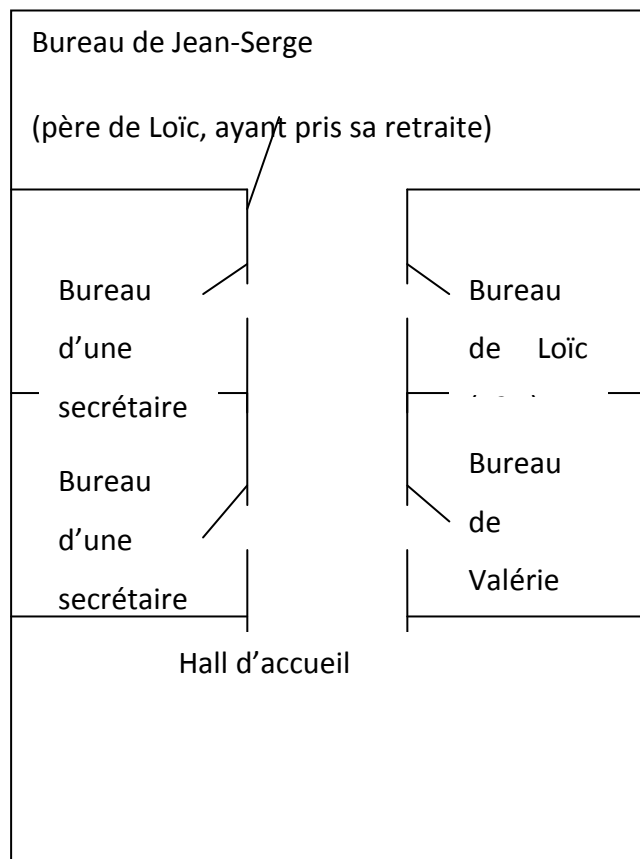 Bureau de Jean-Serge
(père de Loïc, ayant pris sa retraite)
Bureau
d’une
secrétaire
Bureau
de Loïc
Bureau
d’une
secrétaire
Bureau
de
Valérie
Hall d’accueil